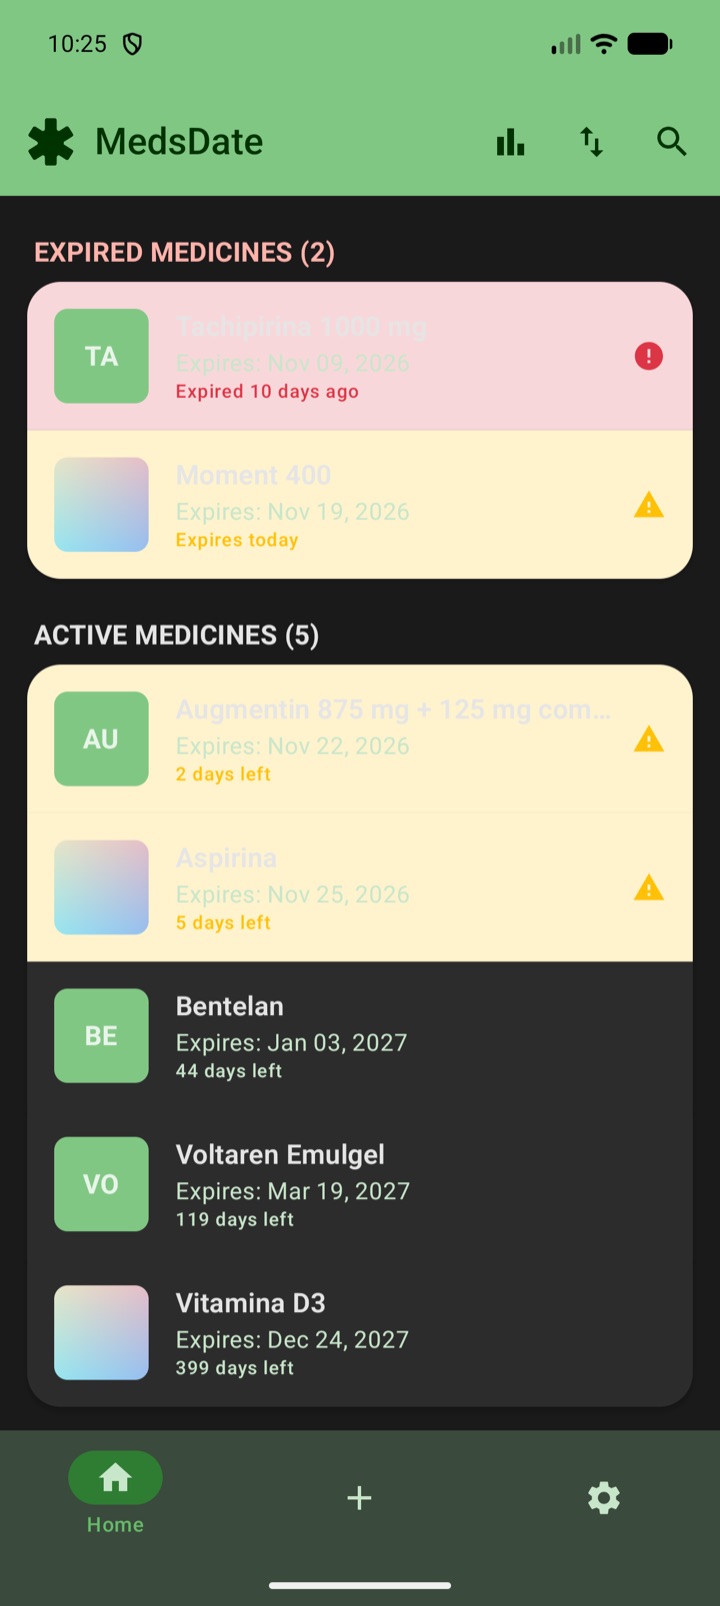 10:25
MedsDate
EXPIRED MEDICINES (2)
TA
Tachipirina 1000 mg
Expires: Nov 09, 2026
Expired 10 days ago
Moment 400
Expires: Nov 19, 2026
Expires today
ACTIVE MEDICINES (5)
AU
Augmentin 875 mg + 125 mg com...
Expires: Nov 22, 2026
2 days left
Aspirina
Expires: Nov 25, 2026
5 days left
BE
Bentelan
Expires: Jan 03, 2027
44 days left
VO
Voltaren Emulgel
Expires: Mar 19, 2027
119 days left
Vitamina D3
Expires: Dec 24, 2027
399 days left
Home